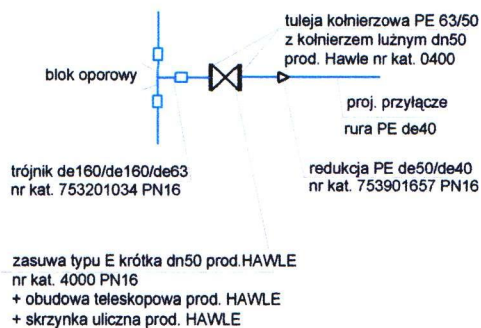 tuleja kołnierzowa PE 63/50
z kołnierzem luźnym dn50
prod. Hawle nr kat. 0400
blok oporowy
proj. przyłącze
rura PE de40
trójnik de160/de160/de63
nr kat. 753201034 PN16
redukcja PE de50/de40
nr kat. 753901657 PN16
zasuwa typu E krótka dn50 prod.HAWLE
nr kat. 4000 PN16
+ obudowa teleskopowa prod. HAWLE
+ skrzynka uliczna prod. HAWLE